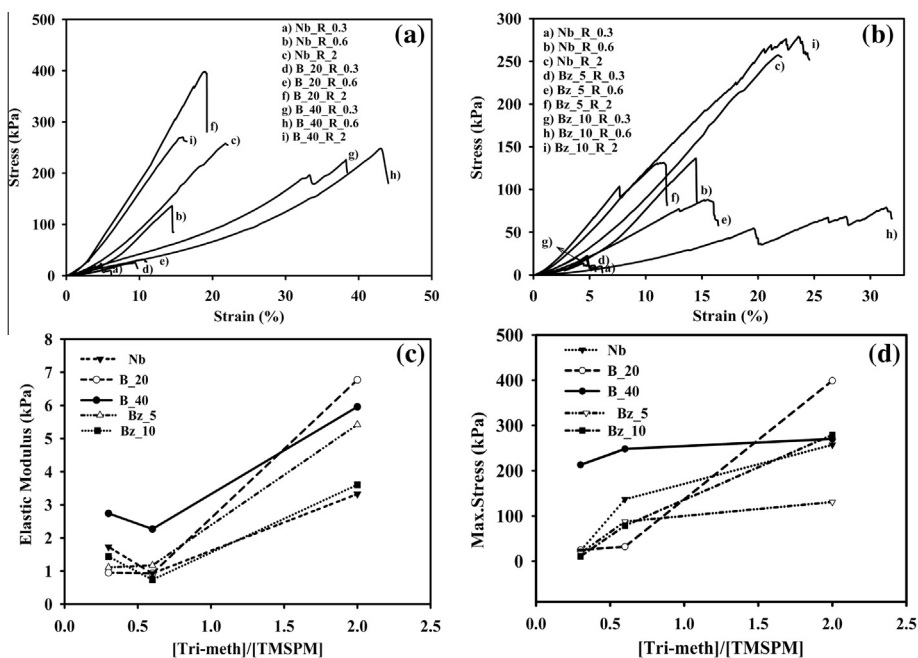 (a)
500
400
300
200
100
0
Stress (kPa)
a) Nb_R_0.3
b) Nb_R_0.6
c) Nb_R_2
d) B_20_R_0.3
e) B_20_R_0.6
f) B_20_R_2
g) B_40_R_0.3
h) B_40_R_0.6
i) B_40_R_2
f)
i)
c)
g)
h)
b)
a)
d)
e)
0 10 20 30 40 50
Strain (%)
(b)
300
250
200
150
100
50
0
Stress (kPa)
a) Nb_R_0.3
b) Nb_R_0.6
c) Nb_R_2
d) Bz_5_R_0.3
e) Bz_5_R_0.6
f) Bz_5_R_2
g) Bz_10_R_0.3
h) Bz_10_R_0.6
i) Bz_10_R_2
i)
c)
f)
b)
e)
h)
g)
d)
a)
0 5 10 15 20 25 30
Strain (%)
(c)
8
7
6
5
4
3
2
1
0
Elastic Modulus (kPa)
Nb
B_20
B_40
Bz_5
Bz_10
0.0 0.5 1.0 1.5 2.0 2.5
[Tri-meth]/[TMSPM]
(d)
500
400
300
200
100
0
Max.Stress (kPa)
Nb
B_20
B_40
Bz_5
Bz_10
0.0 0.5 1.0 1.5 2.0 2.5
[Tri-meth]/[TMSPM]